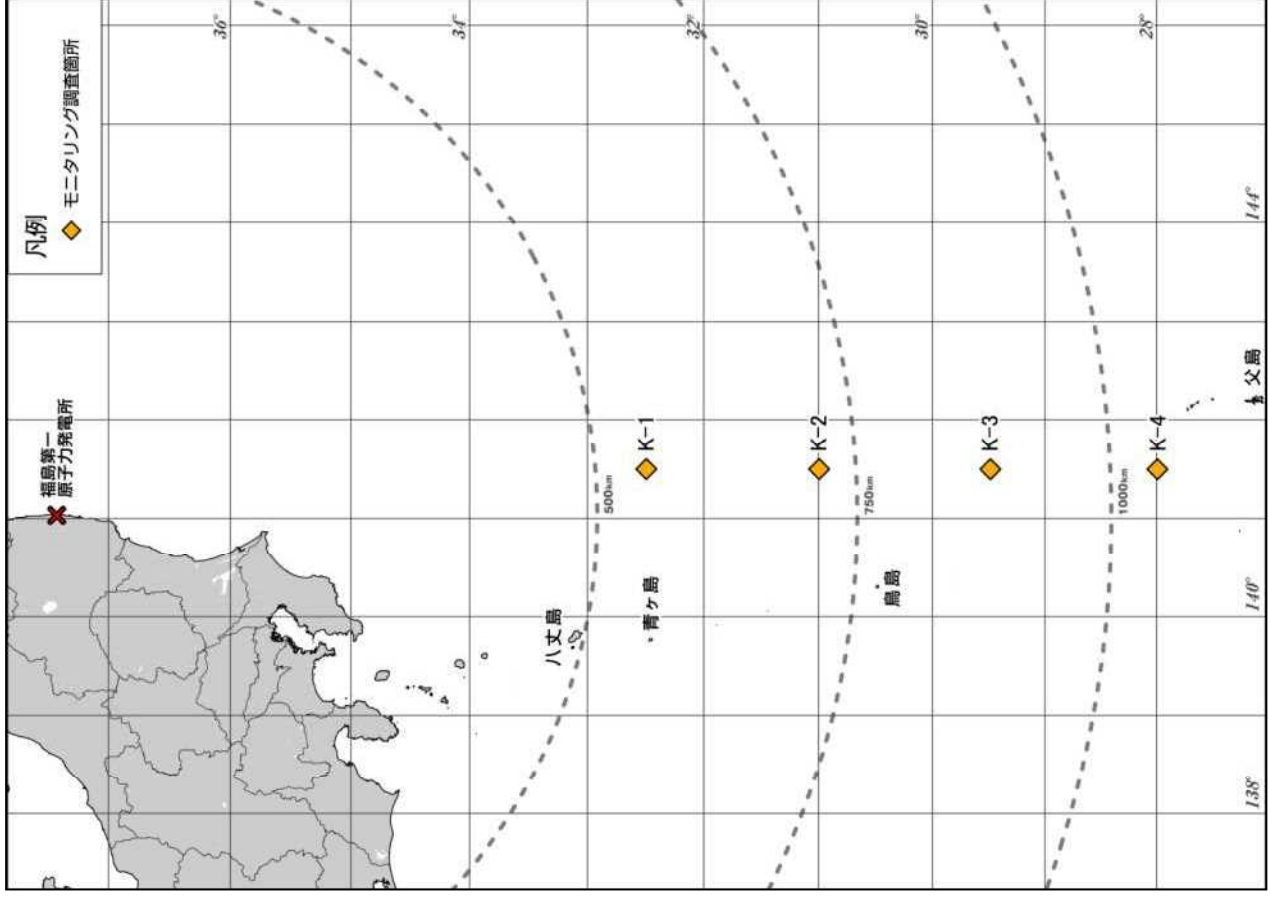 凡例
モニタリング調査箇所
福島第一
原子力発電所
36°
34°
32°
30°
28°
八丈島
500km
K-1
青ヶ島
K-2
750km
鳥島
K-3
1000km
K-4
父島
138°
140°
144°